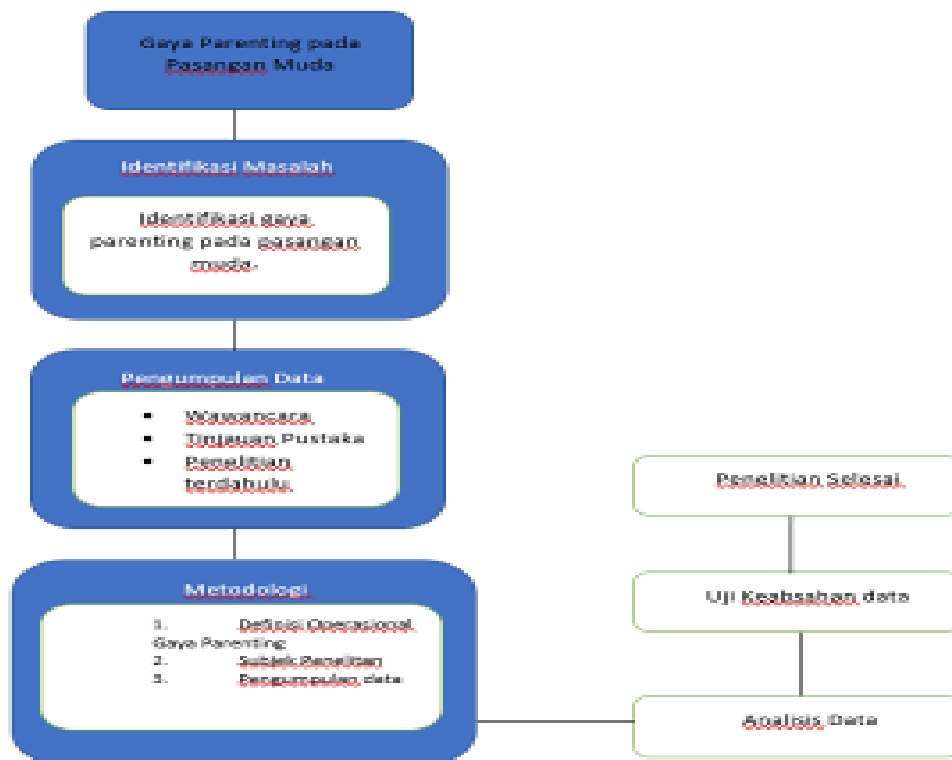 Gaya Parenting pada
Pasangan Muda
Identifikasi Masalah
Identifikasi gaya
parenting pada pasangan
muda.
Pengumpulan Data
• Wawancara
• Tinjauan Pustaka
• Penelitian
terdahulu
Metodologi
1. Definisi Operasional
Gaya Parenting
2. Subjek Penelitian
3. Pengumpulan data
Analisis Data
Uji Keabsahan data
Penelitian Selesai